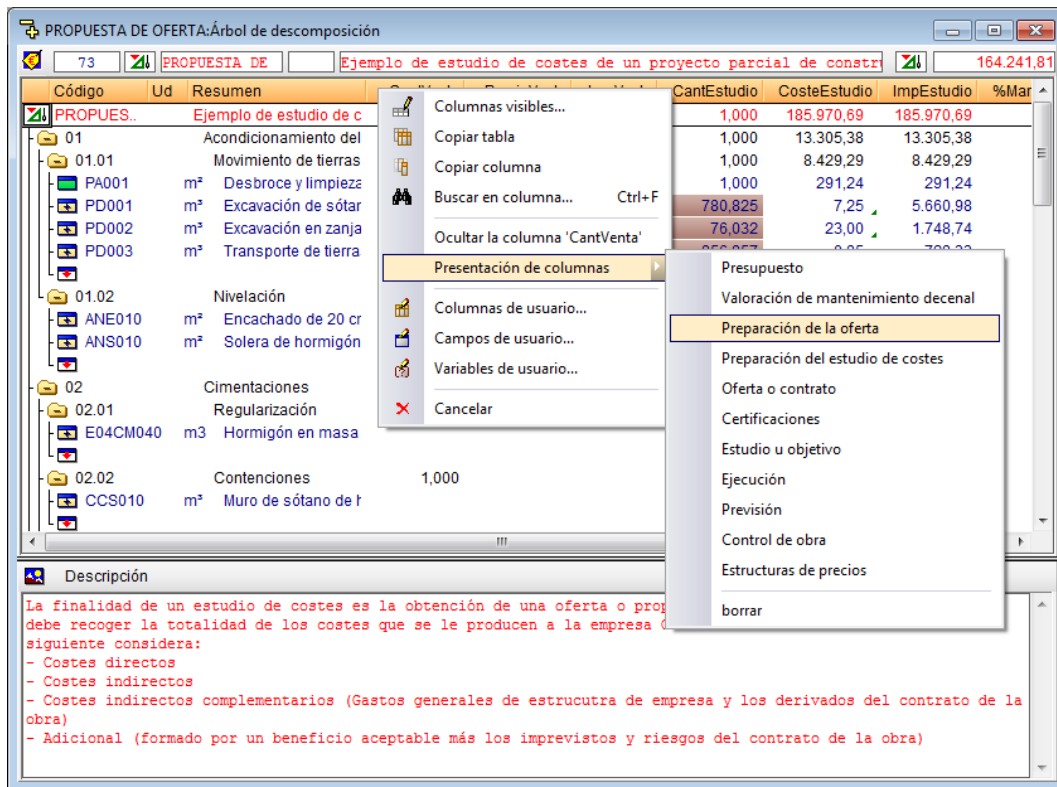 PROPUESTA DE OFERTA:Árbol de descomposición
73 PROPUESTA DE Ejemplo de estudio de costes de un proyecto parcial de constr 164.241,81
Código Ud Resumen CantEstudio CosteEstudio ImpEstudio %Mar
PROPUES.. Ejemplo de estudio de c 1,000 185.970,69 185.970,69
01 Acondicionamiento del 1,000 13.305,38 13.305,38
01.01 Movimiento de tierras 1,000 8.429,29 8.429,29
PA001 m² Desbroce y limpieza 1,000 291,24 291,24
PD001 m³ Excavación de sótar 780,825 7,25 5.660,98
PD002 m³ Excavación en zanja 76,032 23,00 1.748,74
PD003 m³ Transporte de tierra
01.02 Nivelación
ANE010 m² Encachado de 20 cr
ANS010 m² Solera de hormigón
02 Cimentaciones
02.01 Regularización
E04CM040 m3 Hormigón en masa
02.02 Contenciones 1,000
CCS010 m³ Muro de sótano de h
Columnas visibles...
Copiar tabla
Copiar columna
Buscar en columna... Ctrl+F
Ocultar la columna 'CantVenta'
Presentación de columnas
Columnas de usuario...
Campos de usuario...
Variables de usuario...
Cancelar
Presupuesto
Valoración de mantenimiento decenal
Preparación de la oferta
Preparación del estudio de costes
Oferta o contrato
Certificaciones
Estudio u objetivo
Ejecución
Previsión
Control de obra
Estructuras de precios
borrar
Descripción
La finalidad de un estudio de costes es la obtención de una oferta o prop
debe recoger la totalidad de los costes que se le producen a la empresa
siguiente considera:
- Costes directos
- Costes indirectos
- Costes indirectos complementarios (Gastos generales de estrucutra de empresa y los derivados del contrato de la
obra)
- Adicional (formado por un beneficio aceptable más los imprevistos y riesgos del contrato de la obra)